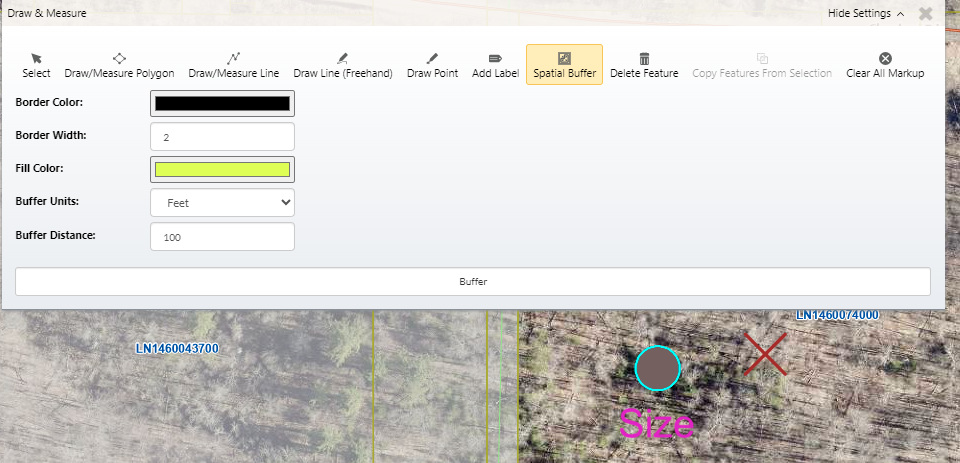 Draw & Measure
Hide Settings
Select
Draw/Measure Polygon
Draw/Measure Line
Draw Line (Freehand)
Draw Point
Add Label
Spatial Buffer
Delete Feature
Copy Features From Selection
Clear All Markup
Border Color:
Border Width:
2
Fill Color:
Buffer Units:
Feet
Buffer Distance:
100
Buffer
LN1460074000
LN1460043700
Size